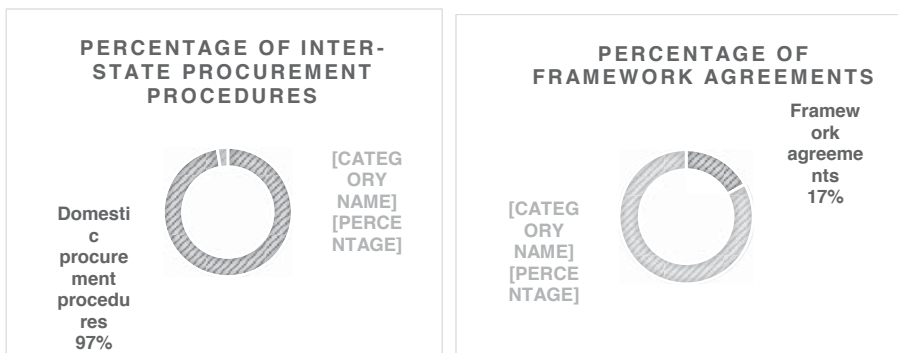 PERCENTAGE OF INTER-
STATE PROCUREMENT
PROCEDURES
[CATEG
ORY
NAME]
[PERCE
NTAGE]
Domesti
c
procure
ment
procedu
res
97%
PERCENTAGE OF
FRAMEWORK AGREEMENTS
Framew
ork
agreeme
nts
17%
[CATEG
ORY
NAME]
[PERCE
NTAGE]